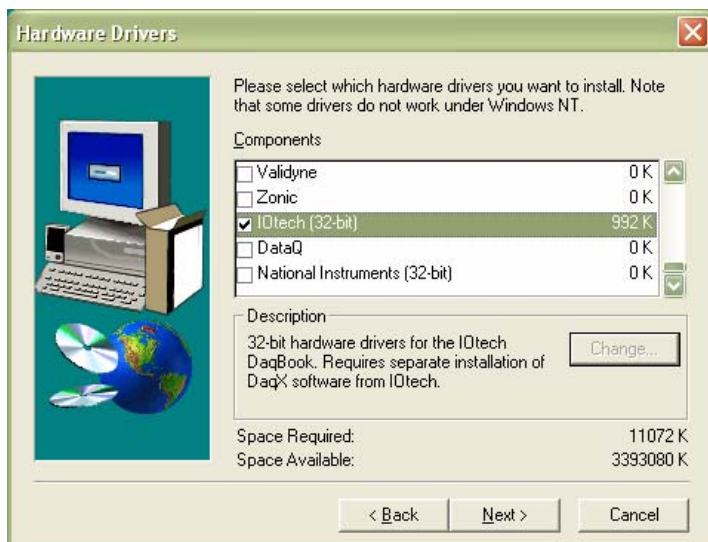 Hardware Drivers
Please select which hardware drivers you want to install. Note
that some drivers do not work under Windows NT.
Components
Validyne 0 K
Zonic 0 K
IOtech (32-bit) 992 K
DataQ 0 K
National Instruments (32-bit) 0 K
Description
32-bit hardware drivers for the IOtech
DaqBook. Requires separate installation of
DaqX software from IOtech.
Change...
Space Required: 11072 K
Space Available: 3393080 K
< Back Next > Cancel